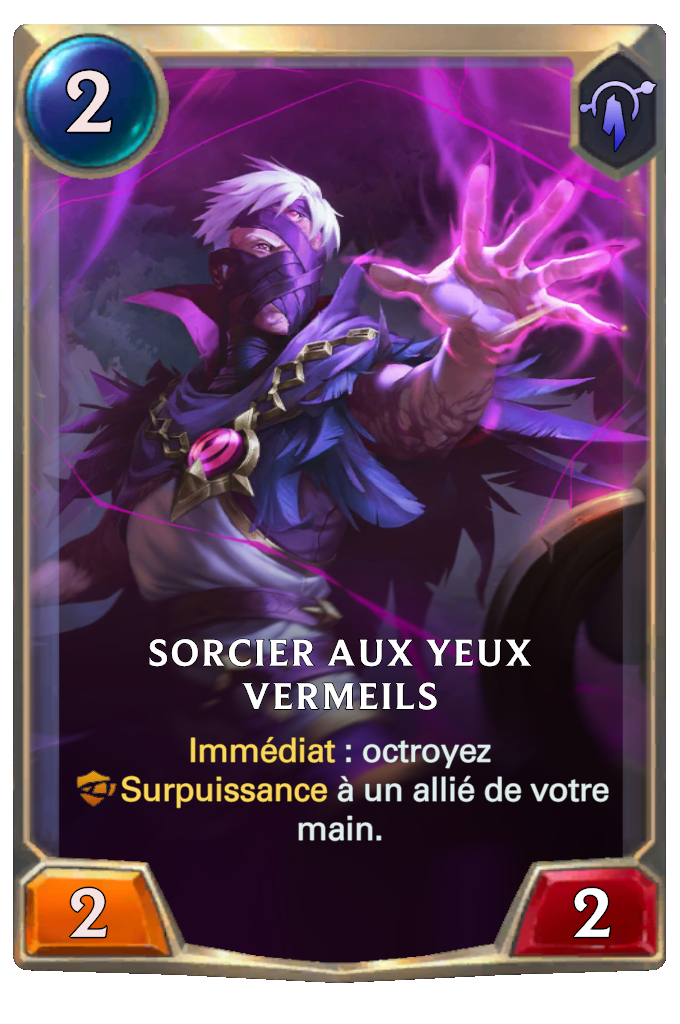 2
SORCIER AUX YEUX
VERMEILS
Immédiat : octroyez
Surpuissance à un allié de votre
main.
2
2